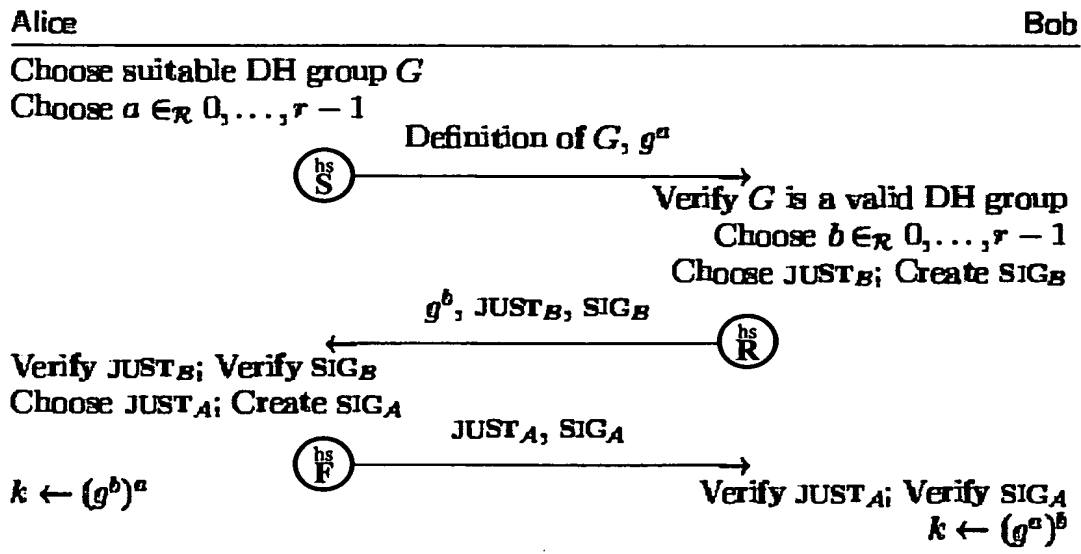 Alice Bob
Choose suitable DH group G
Choose a ∈_R 0, . . . , r − 1
Definition of G, g^a
hs
S
Verify G is a valid DH group
Choose b ∈_R 0, . . . , r − 1
Choose JUST_B; Create SIG_B
g^b, JUST_B, SIG_B
hs
R
Verify JUST_B; Verify SIG_B
Choose JUST_A; Create SIG_A
JUST_A, SIG_A
hs
F
k ← (g^b)^a
Verify JUST_A; Verify SIG_A
k ← (g^a)^b